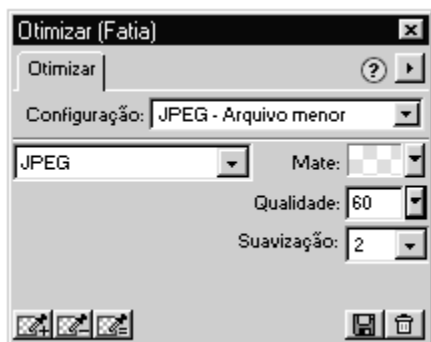 Otimizar (Fatia)
Otimizar
Configuração: JPEG - Arquivo menor
JPEG Mate:
Qualidade: 60
Suavização: 2